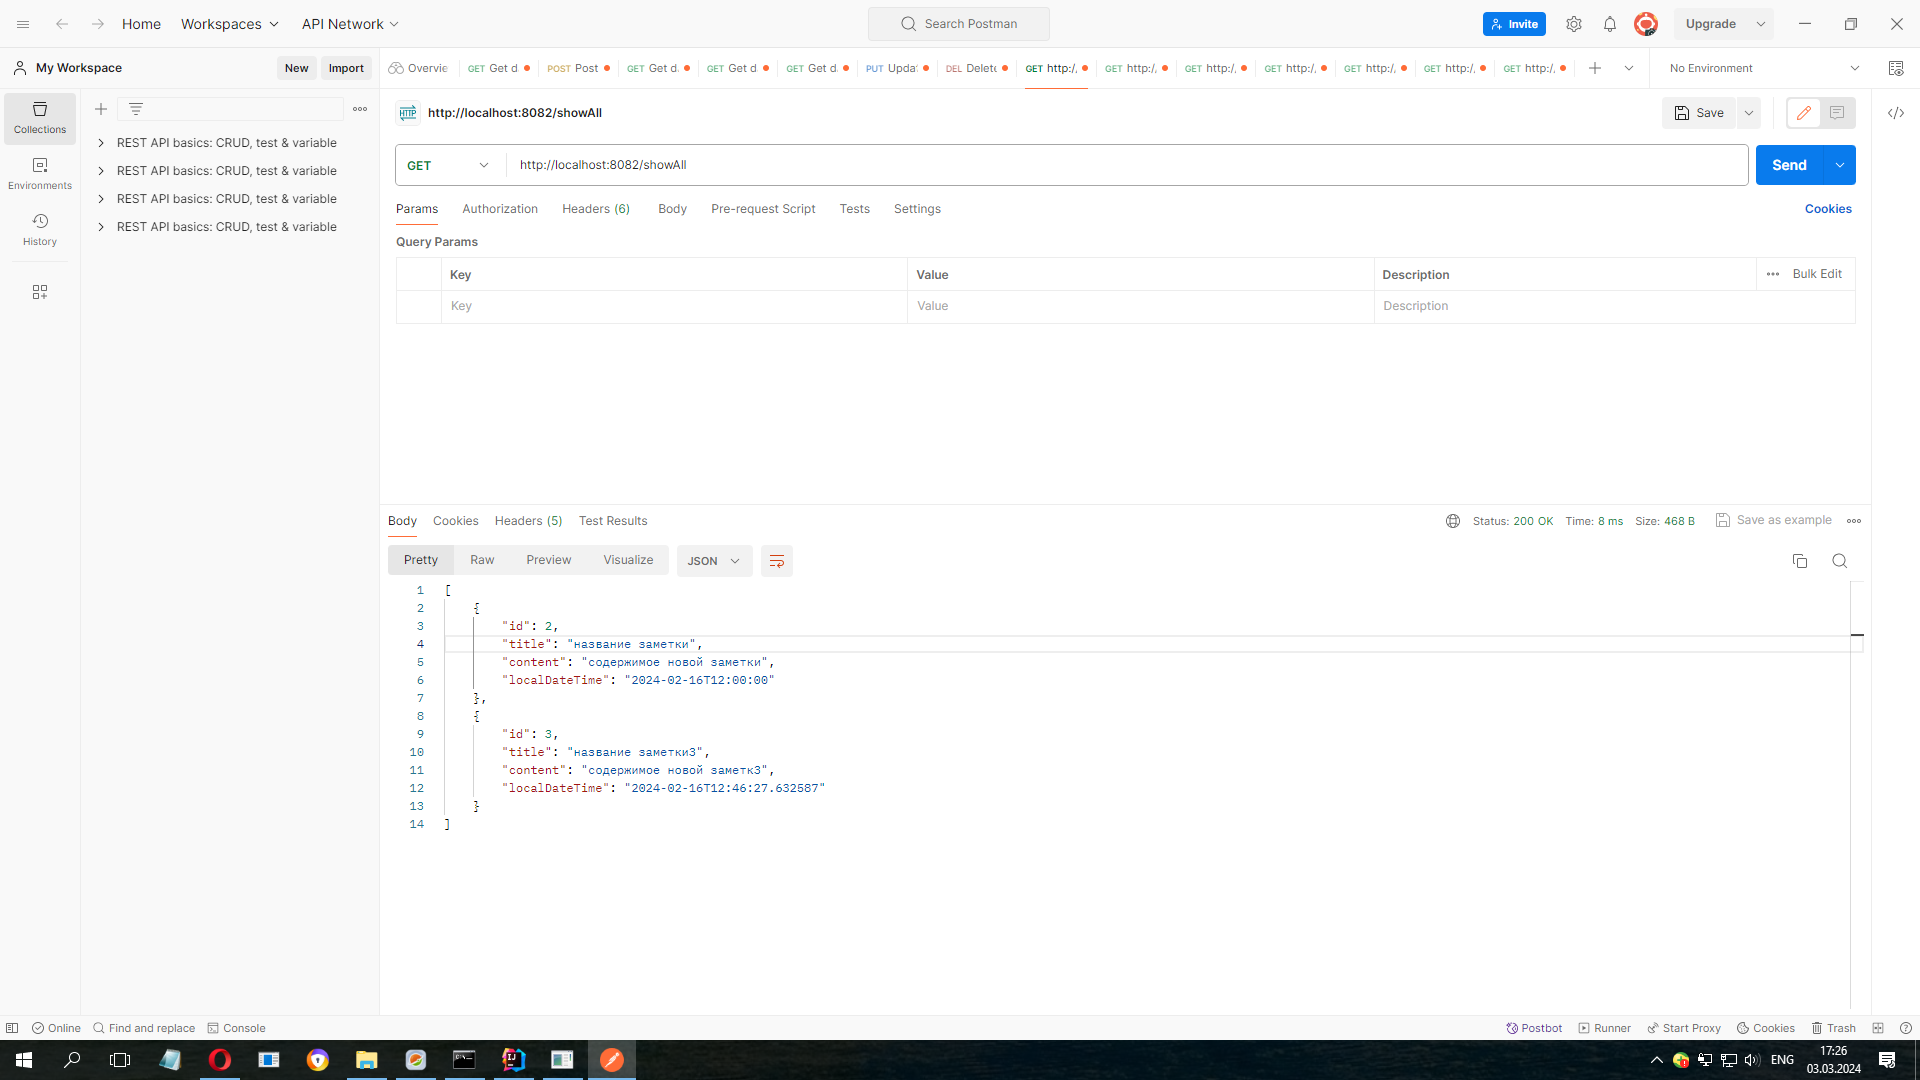 Home
Workspaces
API Network
Search Postman
Invite
Upgrade
My Workspace
New
Import
Overvie
GET Get d
POST Post
GET Get d
GET Get d
GET Get d
PUT Upda
DEL Delete
GET http:/
GET http:/
GET http:/
GET http:/
GET http:/
GET http:/
GET http:/
No Environment
Collections
Environments
History
REST API basics: CRUD, test & variable
REST API basics: CRUD, test & variable
REST API basics: CRUD, test & variable
REST API basics: CRUD, test & variable
HTTP http://localhost:8082/showAll
Save
GET http://localhost:8082/showAll
Send
Params Authorization Headers (6) Body Pre-request Script Tests Settings Cookies
Query Params
Key Value Description Bulk Edit
Key Value Description
Body Cookies Headers (5) Test Results
Status: 200 OK Time: 8 ms Size: 468 B Save as example
Pretty Raw Preview Visualize JSON
1 [
2 {
3 "id": 2,
4 "title": "название заметки",
5 "content": "содержимое новой заметки",
6 "localDateTime": "2024-02-16T12:00:00"
7 },
8 {
9 "id": 3,
10 "title": "название заметки3",
11 "content": "содержимое новой заметк3",
12 "localDateTime": "2024-02-16T12:46:27.632587"
13 }
14 ]
Online Find and replace Console
Postbot Runner Start Proxy Cookies Trash
ENG
17:26
03.03.2024